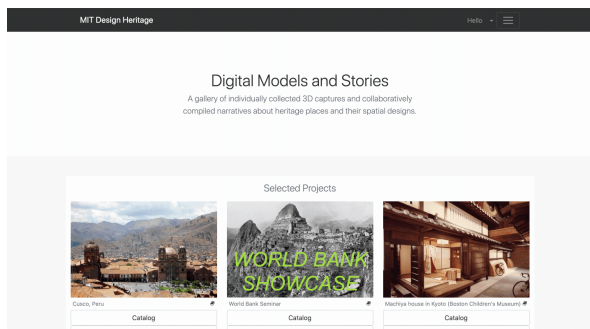 MIT Design Heritage
Hello
Digital Models and Stories
A gallery of individually collected 3D captures and collaboratively
compiled narratives about heritage places and their spatial designs.
Selected Projects
WORLD BANK
SHOWCASE
Cusco, Peru
World Bank Seminar
Machiya house in Kyoto (Boston Children's Museum)
Catalog
Catalog
Catalog